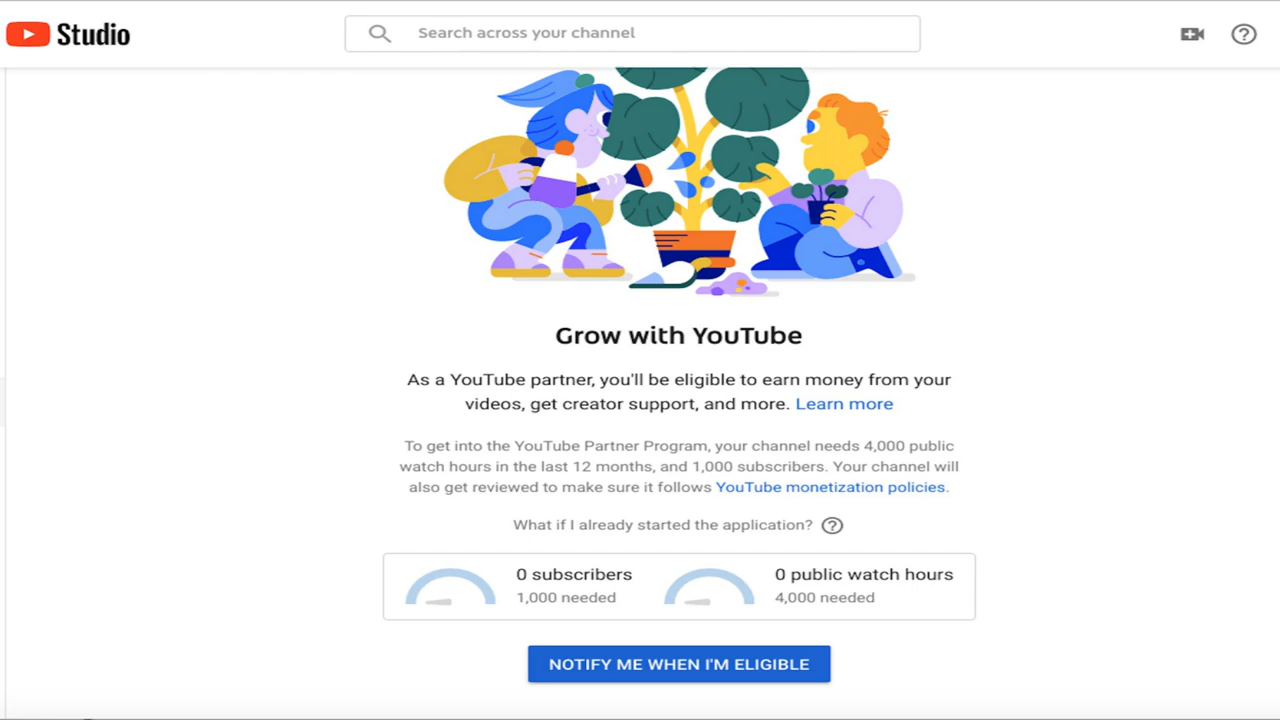 Studio
Search across your channel
Grow with YouTube
As a YouTube partner, you'll be eligible to earn money from your
videos, get creator support, and more. Learn more
To get into the YouTube Partner Program, your channel needs 4,000 public
watch hours in the last 12 months, and 1,000 subscribers. Your channel will
also get reviewed to make sure it follows YouTube monetization policies.
What if I already started the application? ?
0 subscribers
1,000 needed
0 public watch hours
4,000 needed
NOTIFY ME WHEN I'M ELIGIBLE